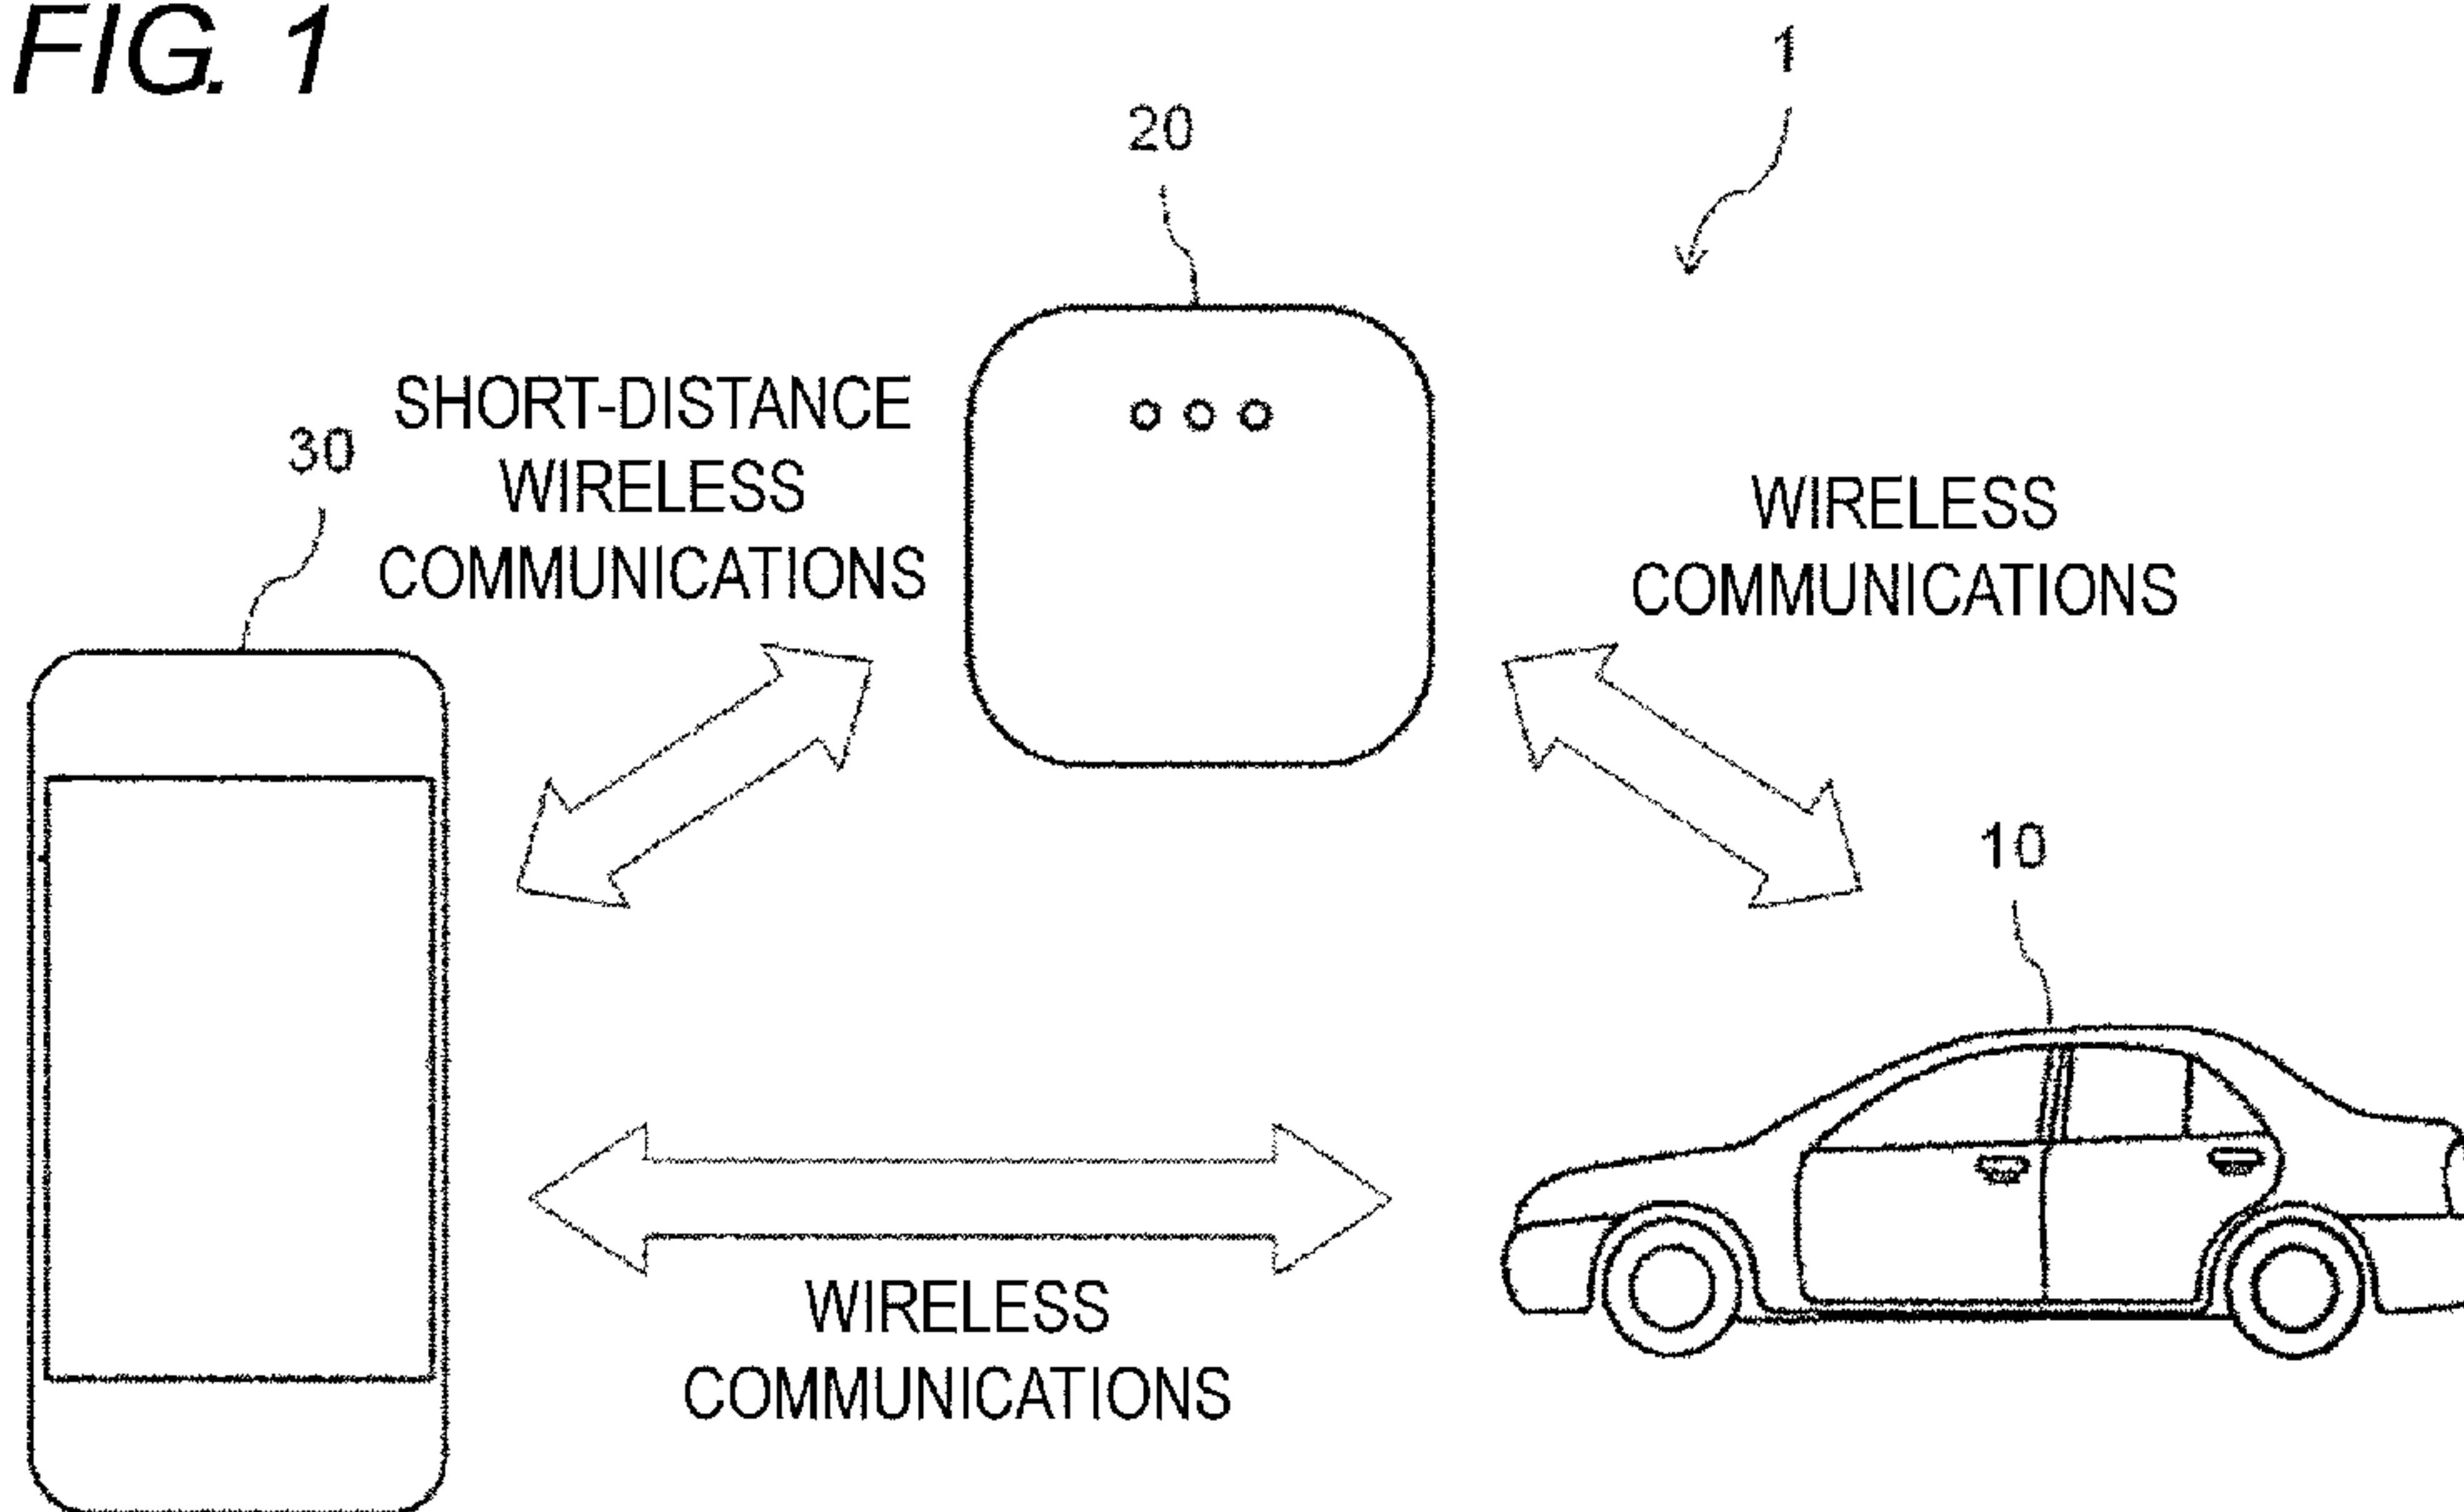 FIG. 1
1
20
SHORT-DISTANCE
WIRELESS
COMMUNICATIONS
30
WIRELESS
COMMUNICATIONS
10
WIRELESS
COMMUNICATIONS